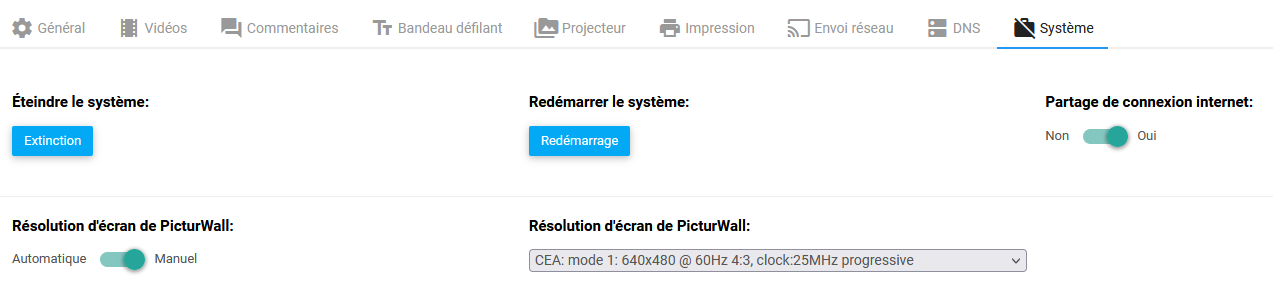 Général Vidéos Commentaires Bandeau défilant Projecteur Impression Envoi réseau DNS Système
Éteindre le système: Redémarrer le système: Partage de connexion internet:
Extinction Redémarrage Non Oui
Résolution d'écran de PicturWall: Résolution d'écran de PicturWall:
Automatique Manuel CEA: mode 1: 640x480 @ 60Hz 4:3, clock:25MHz progressive